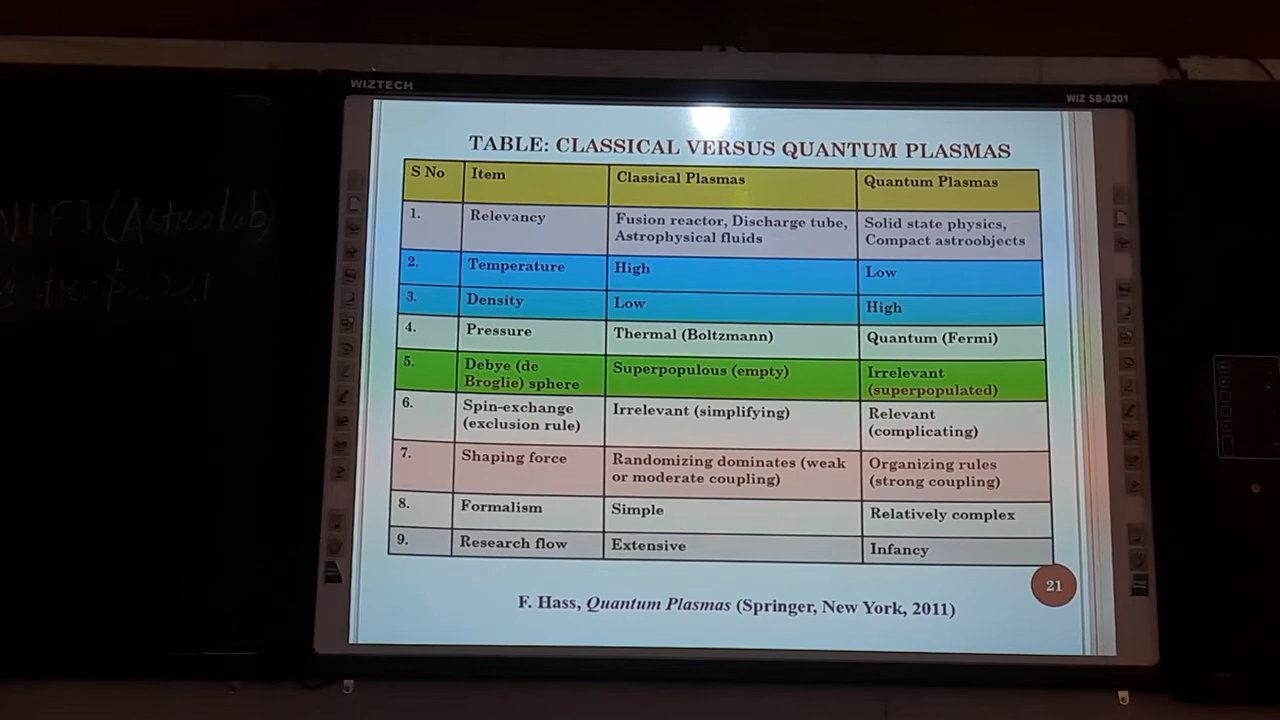 WIZTECH
WIZ SB-8201
TABLE: CLASSICAL VERSUS QUANTUM PLASMAS
S No Item Classical Plasmas Quantum Plasmas
1. Relevancy Fusion reactor, Discharge tube, Solid state physics,
Astrophysical fluids Compact astroobjects
2. Temperature High Low
3. Density Low High
4. Pressure Thermal (Boltzmann) Quantum (Fermi)
5. Debye (de Superpopulous (empty) Irrelevant
Broglie) sphere (superpopulated)
6. Spin-exchange Irrelevant (simplifying) Relevant
(exclusion rule) (complicating)
7. Shaping force Randomizing dominates (weak Organizing rules
or moderate coupling) (strong coupling)
8. Formalism Simple Relatively complex
9. Research flow Extensive Infancy
21
F. Hass, Quantum Plasmas (Springer, New York, 2011)
(Astrolab)